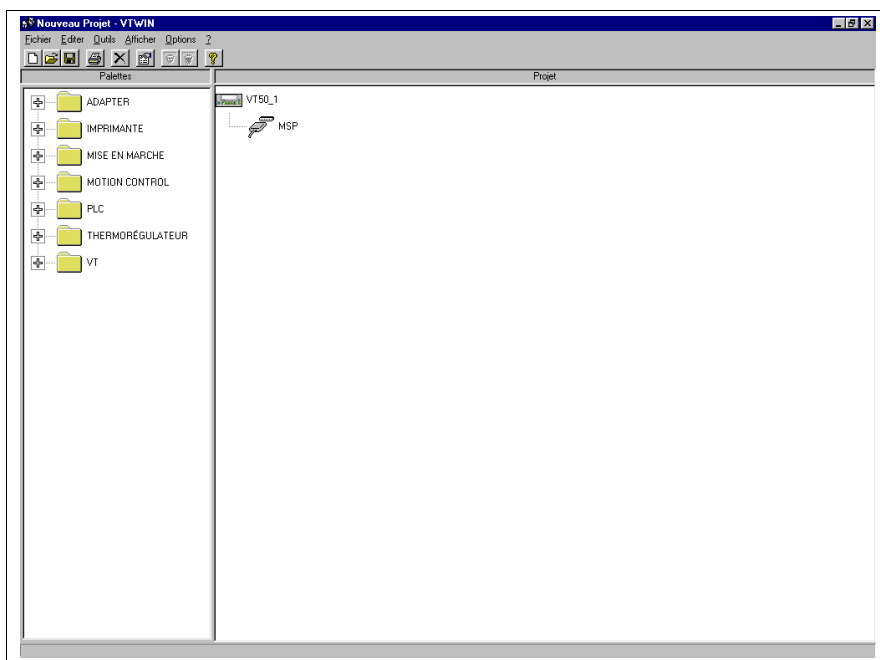 Nouveau Projet - VTWIN
Fichier Editer Outils Afficher Options ?
Palettes
Projet
ADAPTER
IMPRIMANTE
MISE EN MARCHE
MOTION CONTROL
PLC
THERMORÉGULATEUR
VT
VT50_1
MSP